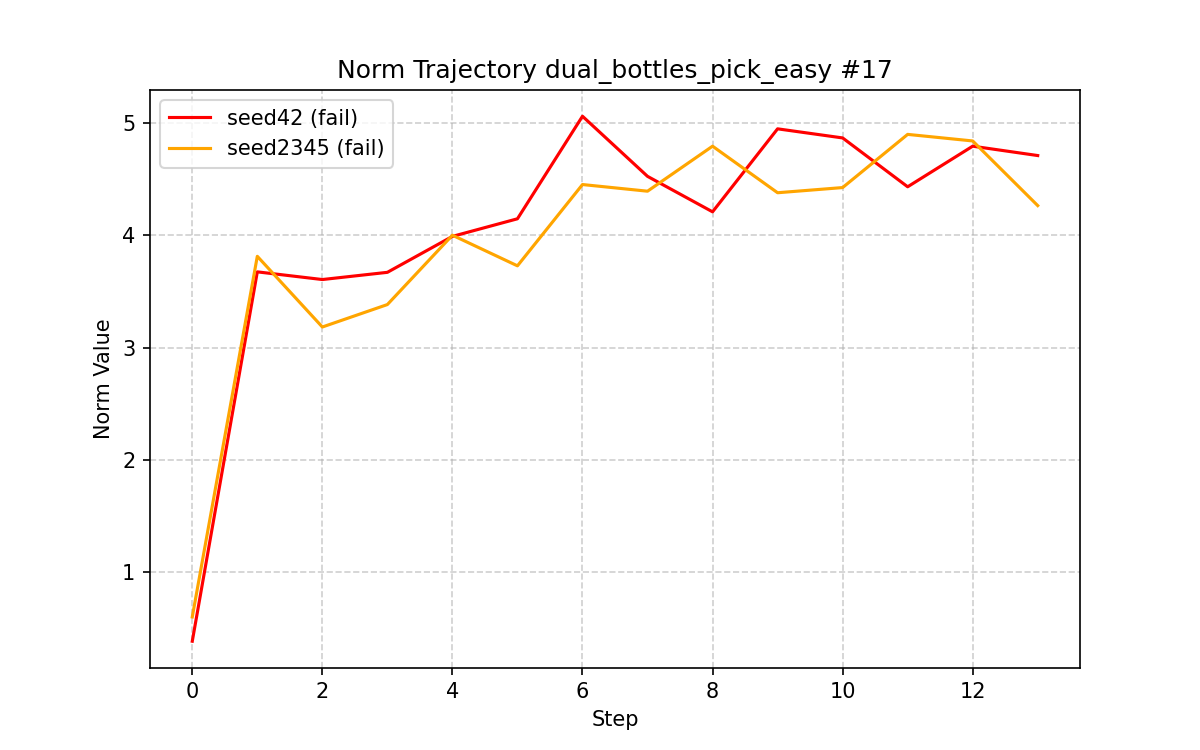 Norm Trajectory dual_bottles_pick_easy #17
seed42 (fail)
seed2345 (fail)
5
4
3
2
1
Norm Value
0 2 4 6 8 10 12
Step